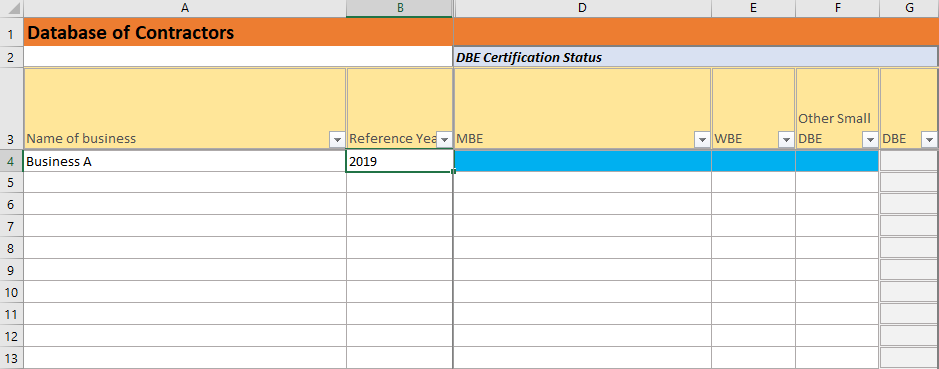 A B D E F G
1 Database of Contractors
2 DBE Certification Status
Other Small
3 Name of business Reference Yea MBE WBE DBE DBE
4 Business A 2019
5
6
7
8
9
10
11
12
13